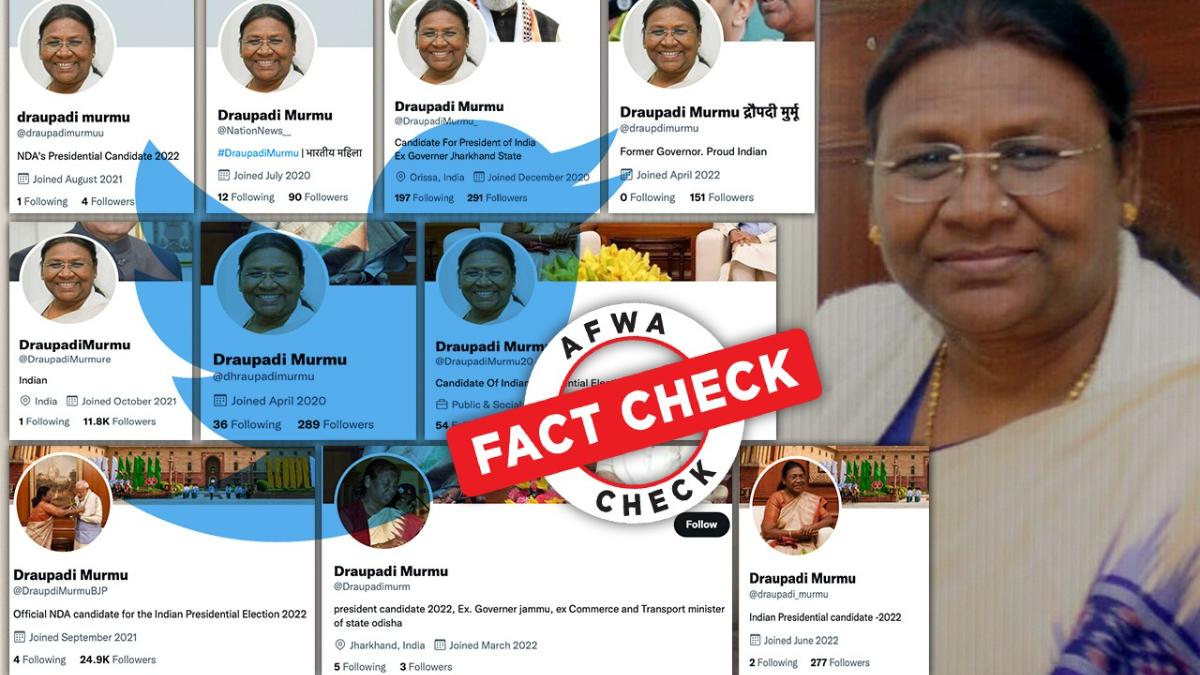 draupadi murmu
@draupadimurmuu
NDA's Presidential Candidate 2022
Joined August 2021
1 Following 4 Followers
Draupadi Murmu
@NationNews__
#DraupadiMurmu | भारतीय महिला
Joined July 2020
12 Following 90 Followers
Draupadi Murmu
@DraupadiMurmu_
Candidate For President of India
Ex Governer Jharkhand State
Orissa, India Joined December 2020
197 Following 291 Followers
Draupadi Murmu द्रौपदी मुर्मू
@draupdimurmu
Former Governor. Proud Indian
Joined April 2022
0 Following 151 Followers
DraupadiMurmu
@DraupadiMurmure
Indian
India Joined October 2021
1 Following 11.8K Followers
Draupadi Murmu
@dhraupadimurmu
Joined April 2020
36 Following 289 Followers
Draupadi Murm
@DraupadiMurmu20
Candidate Of Indian
Public & Social
54
AFWA
FACT CHECK
CHECK
Draupadi Murmu
@DraupdiMurmuBJP
Official NDA candidate for the Indian Presidential Election 2022
Joined September 2021
4 Following 24.9K Followers
Follow
Draupadi Murmu
@Draupadimurm
president candidate 2022, Ex. Governer jammu, ex Commerce and Transport minister
of state odisha
Jharkhand, India Joined March 2022
5 Following 3 Followers
Draupadi Murmu
@draupadi_murmu
Indian Presidential candidate -2022
Joined June 2022
2 Following 277 Followers